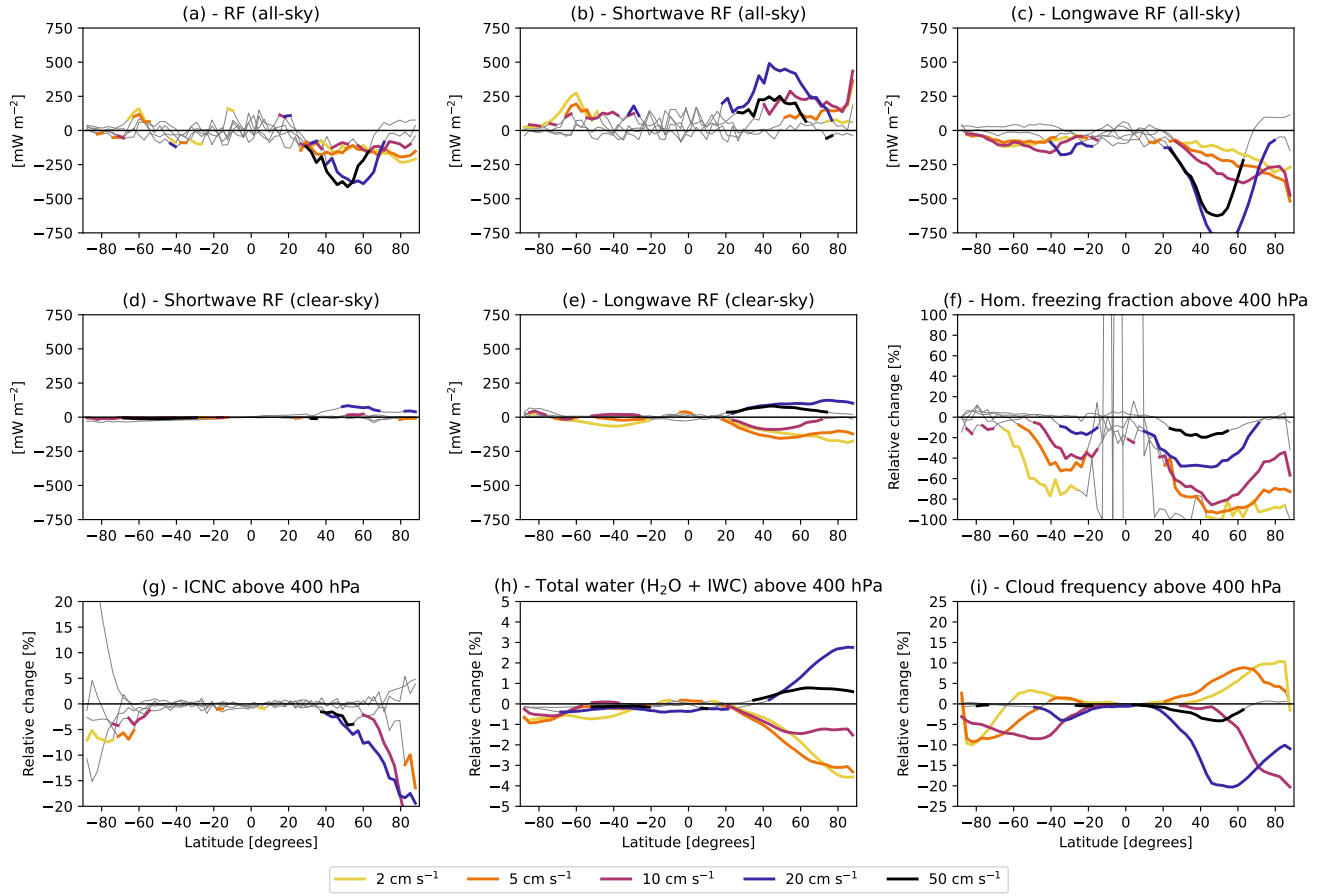 (a) - RF (all-sky)
(b) - Shortwave RF (all-sky)
(c) - Longwave RF (all-sky)
[mW m⁻²]
750
500
250
0
−250
−500
−750
−80 −60 −40 −20 0 20 40 60 80
[mW m⁻²]
750
500
250
0
−250
−500
−750
−80 −60 −40 −20 0 20 40 60 80
[mW m⁻²]
750
500
250
0
−250
−500
−750
−80 −60 −40 −20 0 20 40 60 80
(d) - Shortwave RF (clear-sky)
(e) - Longwave RF (clear-sky)
(f) - Hom. freezing fraction above 400 hPa
[mW m⁻²]
750
500
250
0
−250
−500
−750
−80 −60 −40 −20 0 20 40 60 80
[mW m⁻²]
750
500
250
0
−250
−500
−750
−80 −60 −40 −20 0 20 40 60 80
Relative change [%]
100
80
60
40
20
0
−20
−40
−60
−80
−100
−80 −60 −40 −20 0 20 40 60 80
(g) - ICNC above 400 hPa
(h) - Total water (H₂O + IWC) above 400 hPa
(i) - Cloud frequency above 400 hPa
Relative change [%]
20
15
10
5
0
−5
−10
−15
−20
−80 −60 −40 −20 0 20 40 60 80
Latitude [degrees]
Relative change [%]
5
4
3
2
1
0
−1
−2
−3
−4
−5
−80 −60 −40 −20 0 20 40 60 80
Latitude [degrees]
Relative change [%]
25
20
15
10
5
0
−5
−10
−15
−20
−25
−80 −60 −40 −20 0 20 40 60 80
Latitude [degrees]
2 cm s⁻¹ 5 cm s⁻¹ 10 cm s⁻¹ 20 cm s⁻¹ 50 cm s⁻¹